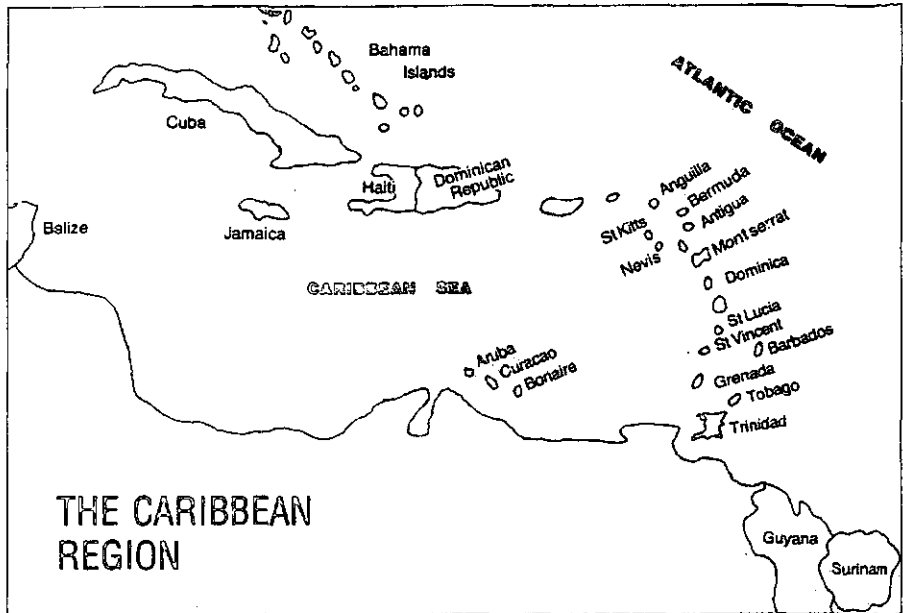 Bahama
Islands
ATLANTIC OCEAN
Cuba
Haiti
Dominican
Republic
Anguilla
Bermuda
Antigua
St Kitts
Mont serrat
Nevis
Belize
Jamaica
Dominica
CARIBBEAN SEA
St Lucia
St Vincent
Barbados
Aruba
Curacao
Bonaire
Grenada
Tobago
Trinidad
THE CARIBBEAN
REGION
Guyana
Surinam